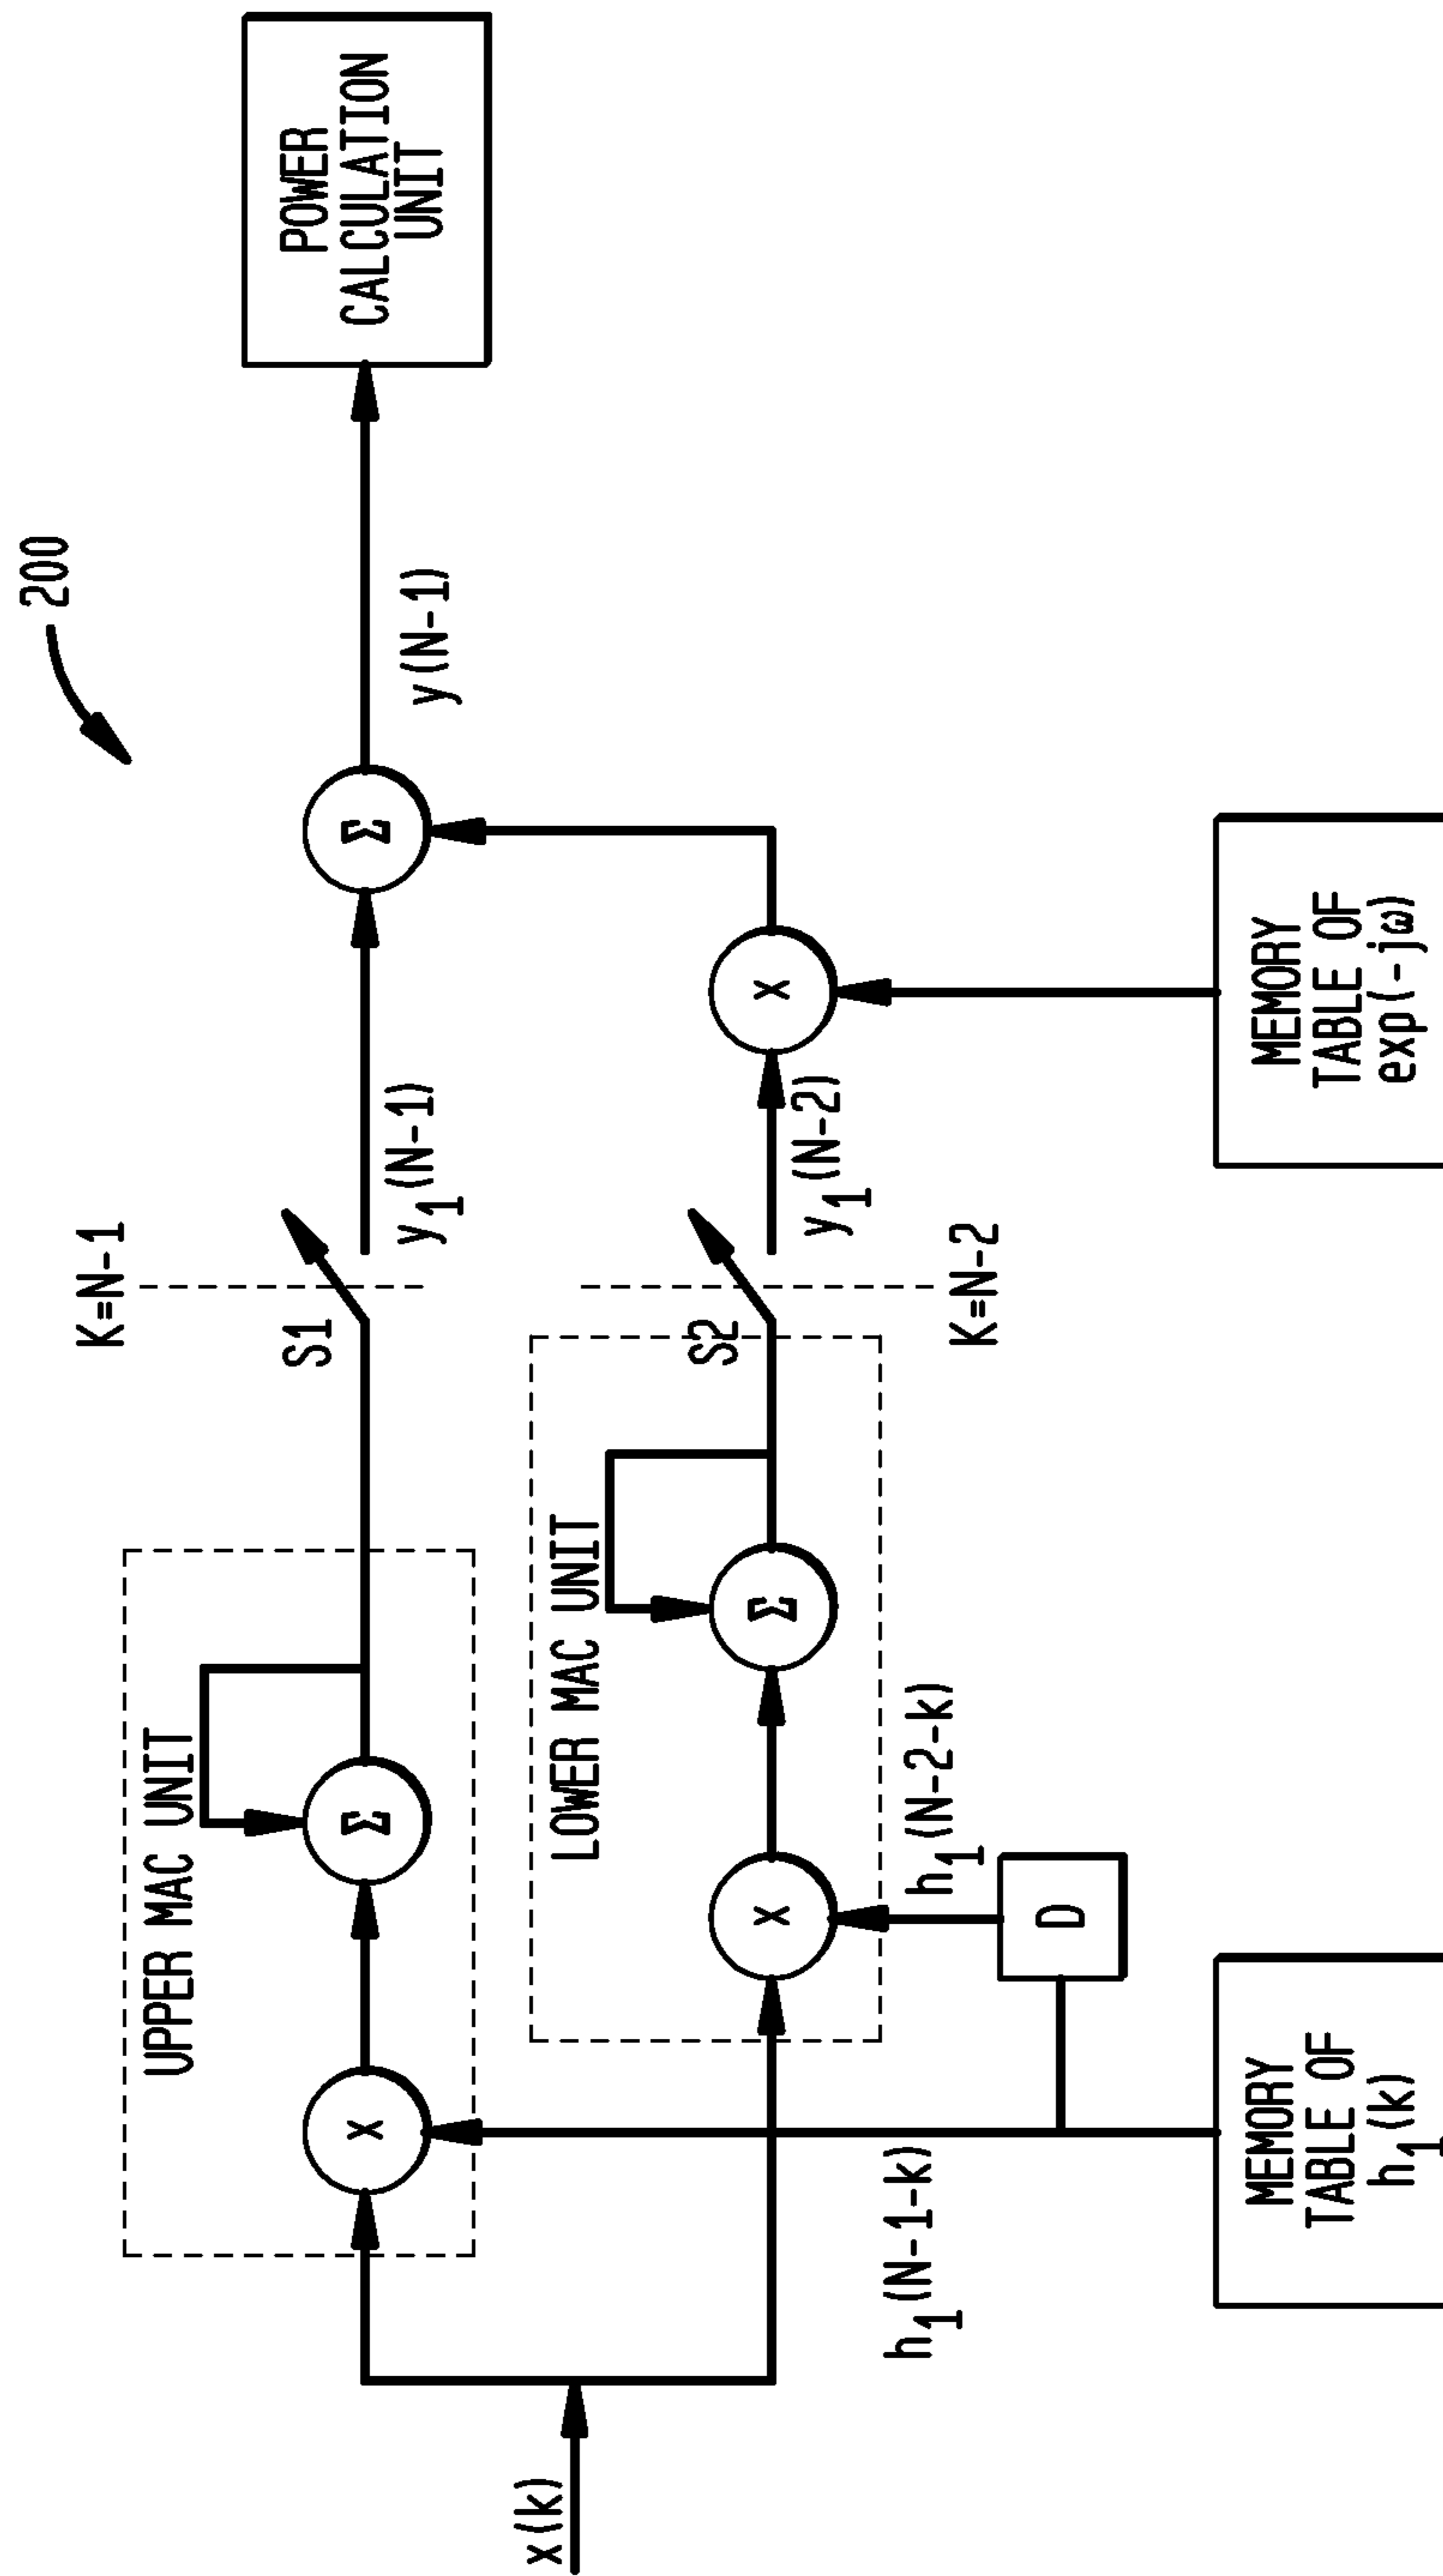 200
K=N-1
UPPER MAC UNIT
X
Σ
S1
y₁(N-1)
Σ
y(N-1)
POWER
CALCULATION
UNIT
x(k)
LOWER MAC UNIT
X
Σ
S2
y₁(N-2)
X
K=N-2
h₁(N-1-k)
h₁(N-2-k)
D
MEMORY
TABLE OF
h₁(k)
MEMORY
TABLE OF
exp(-jω)